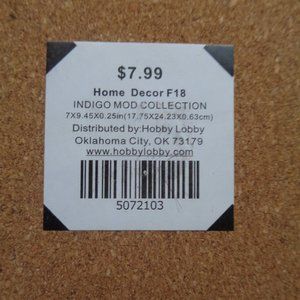 $7.99
Home Decor F18
INDIGO MOD COLLECTION
7X9.45X0.25in(17.75X24.23X0.63cm)
Distributed by:Hobby Lobby
Oklahoma City, OK 73179
www.hobbylobby.com
5072103